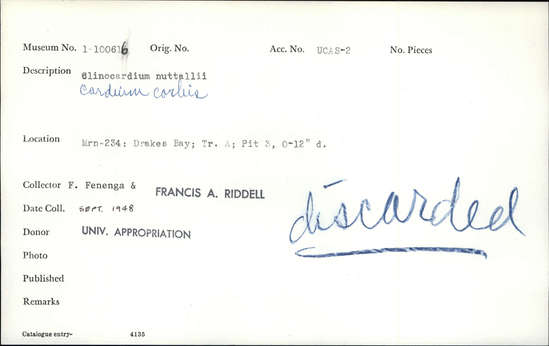 Museum No. 1-100616 Orig. No. Acc. No. UCAS-2 No. Pieces
Description Clinocardium nuttallii
Cardium corbis
Location Mrn-234: Drakes Bay; Tr. A; Pit 3, 0-12" d.
Collector F. Fenenga & FRANCIS A. RIDDELL
Date Coll. SEPT. 1948
discarded
Donor UNIV. APPROPRIATION
Photo
Published
Remarks
Catalogue entry- 4135